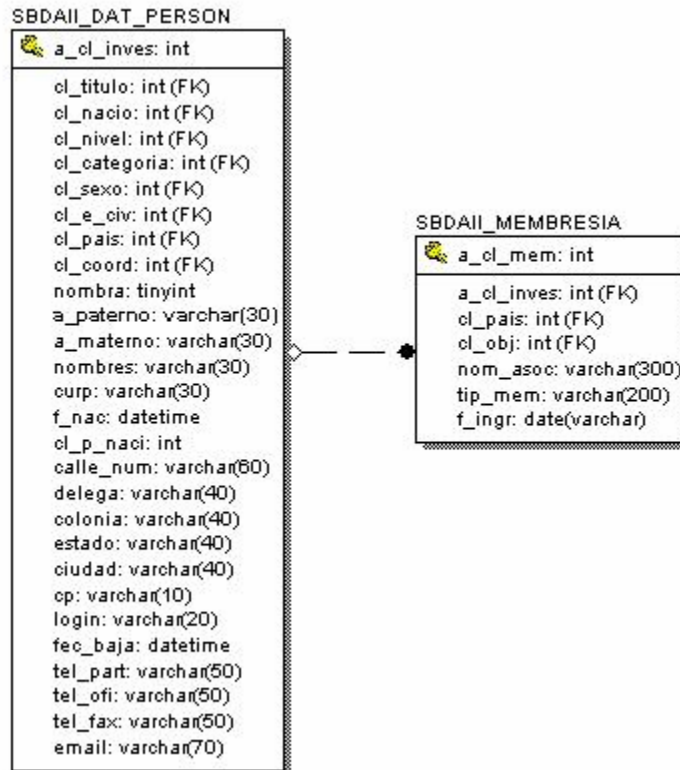 SBDAII_DAT_PERSON
a_cl_inves: int
cl_titulo: int (FK)
cl_nacio: int (FK)
cl_nivel: int (FK)
cl_categoria: int (FK)
cl_sexo: int (FK)
cl_e_civ: int (FK)
cl_pais: int (FK)
cl_coord: int (FK)
nombra: tinyint
a_paterno: varchar(30)
a_materno: varchar(30)
nombres: varchar(30)
curp: varchar(30)
f_nac: datetime
cl_p_naci: int
calle_num: varchar(60)
delega: varchar(40)
colonia: varchar(40)
estado: varchar(40)
ciudad: varchar(40)
cp: varchar(10)
login: varchar(20)
fec_baja: datetime
tel_part: varchar(50)
tel_ofi: varchar(50)
tel_fax: varchar(50)
email: varchar(70)
SBDAII_MEMBRESIA
a_cl_mem: int
a_cl_inves: int (FK)
cl_pais: int (FK)
cl_obj: int (FK)
nom_asoc: varchar(300)
tip_mem: varchar(200)
f_ingr: date(varchar)